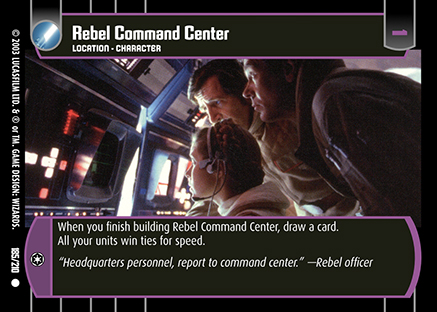 Rebel Command Center
LOCATION - CHARACTER
1
When you finish building Rebel Command Center, draw a card.
All your units win ties for speed.
“Headquarters personnel, report to command center.” —Rebel officer
© 2003 LUCASFILM LTD. & ® or TM. GAME DESIGN: WIZARDS.
185/210